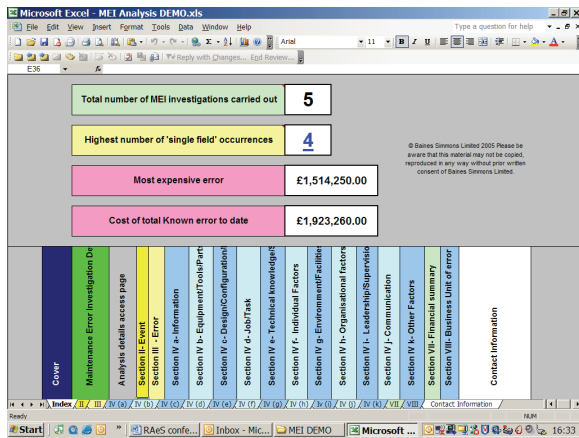 Microsoft Excel - MEI Analysis DEMO.xls
File Edit View Insert Format Tools Data Window Help
Type a question for help
Arial 11 B I U
Reply with Changes... End Review...
E36 fx
Total number of MEI investigations carried out 5
Highest number of 'single field' occurrences 4
© Baines Simmons Limited 2005 Please be
aware that this material may not be copied,
reproduced in any way without prior written
consent of Baines Simmons Limited.
Most expensive error £1,514,250.00
Cost of total Known error to date £1,923,260.00
Cover
Maintenance Error Investigation De
Analysis details access page
Section II- Event
Section III - Error
Section IV a- Information
Section IV b- Equipment/Tools/Parts
Section IV c- Design/Configuration/
Section IV d- Job/Task
Section IV e- Technical knowledge/S
Section IV f- Individual Factors
Section IV g- Environment/Facilities
Section IV h- Organisational factors
Section IV i- Leadership/Supervisio
Section IV j- Communication
Section IV k- Other Factors
Section VII- Financial summary
Section VIII- Business Unit of error
Contact Information
Index II III IV (a) IV (b) IV (c) IV (d) IV (e) IV (f) IV (g) IV (h) Iv (i) IV (j) IV (k) VII VIII Contact Information
Ready NUM
Start RAeS confe... Inbox - Mic... MEI DEMO Microsoft ... 16:33